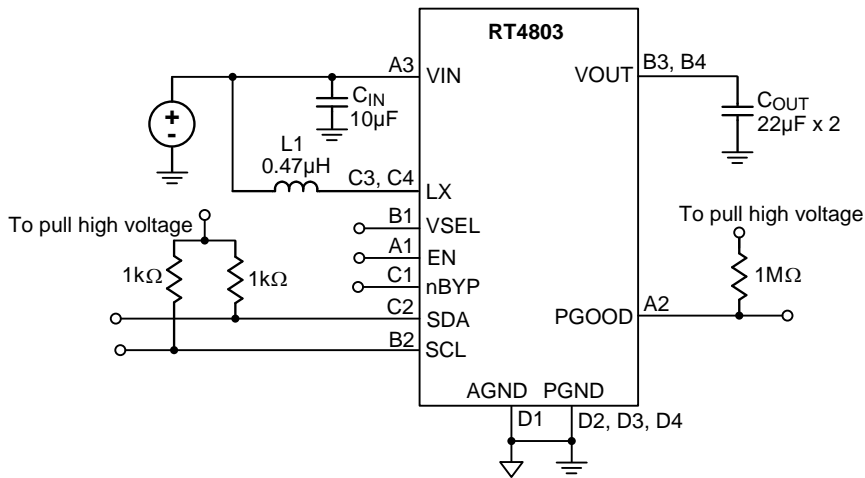 RT4803
A3
VIN
VOUT
B3, B4
+
-
CIN
10µF
COUT
22µF x 2
L1
0.47µH
C3, C4
LX
To pull high voltage
B1
VSEL
To pull high voltage
A1
EN
1kΩ
1kΩ
C1
nBYP
1MΩ
C2
SDA
PGOOD
A2
B2
SCL
AGND
PGND
D1
D2, D3, D4